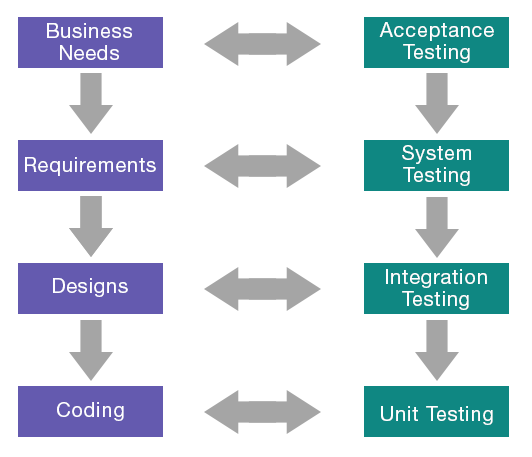 Business
Needs
Acceptance
Testing
Requirements
System
Testing
Designs
Integration
Testing
Coding
Unit Testing